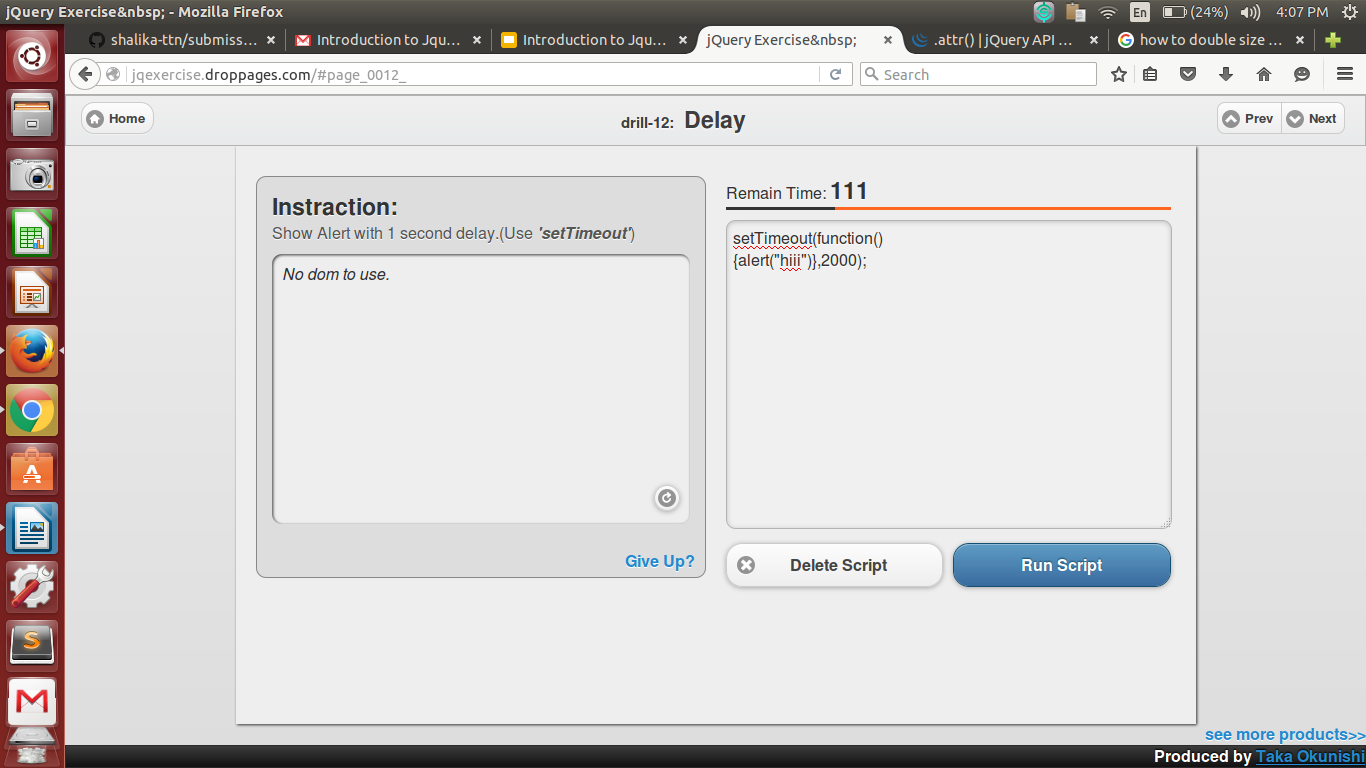 jQuery Exercise&nbsp; - Mozilla Firefox
En
(24%)
4:07 PM
shalika-ttn/submiss... ×
Introduction to Jqu... ×
Introduction to Jqu... ×
jQuery Exercise&nbsp; ×
.attr() | jQuery API ... ×
how to double size ... ×
jqexercise.droppages.com/#page_0012_
Search
Home
drill-12: Delay
Prev
Next
Instraction:
Show Alert with 1 second delay.(Use 'setTimeout')
No dom to use.
Give Up?
Remain Time: 111
setTimeout(function()
{alert("hiii")},2000);
Delete Script
Run Script
see more products>>
Produced by Taka Okunishi